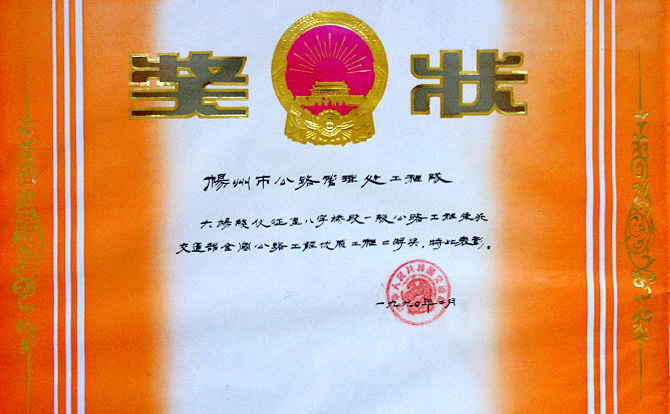 奖状
扬州市公路管理处工程队
六扬线仪征至八字桥段一级公路工程荣获
交通部全国公路工程优质工程二等奖，特此表彰。
一九九〇年二月